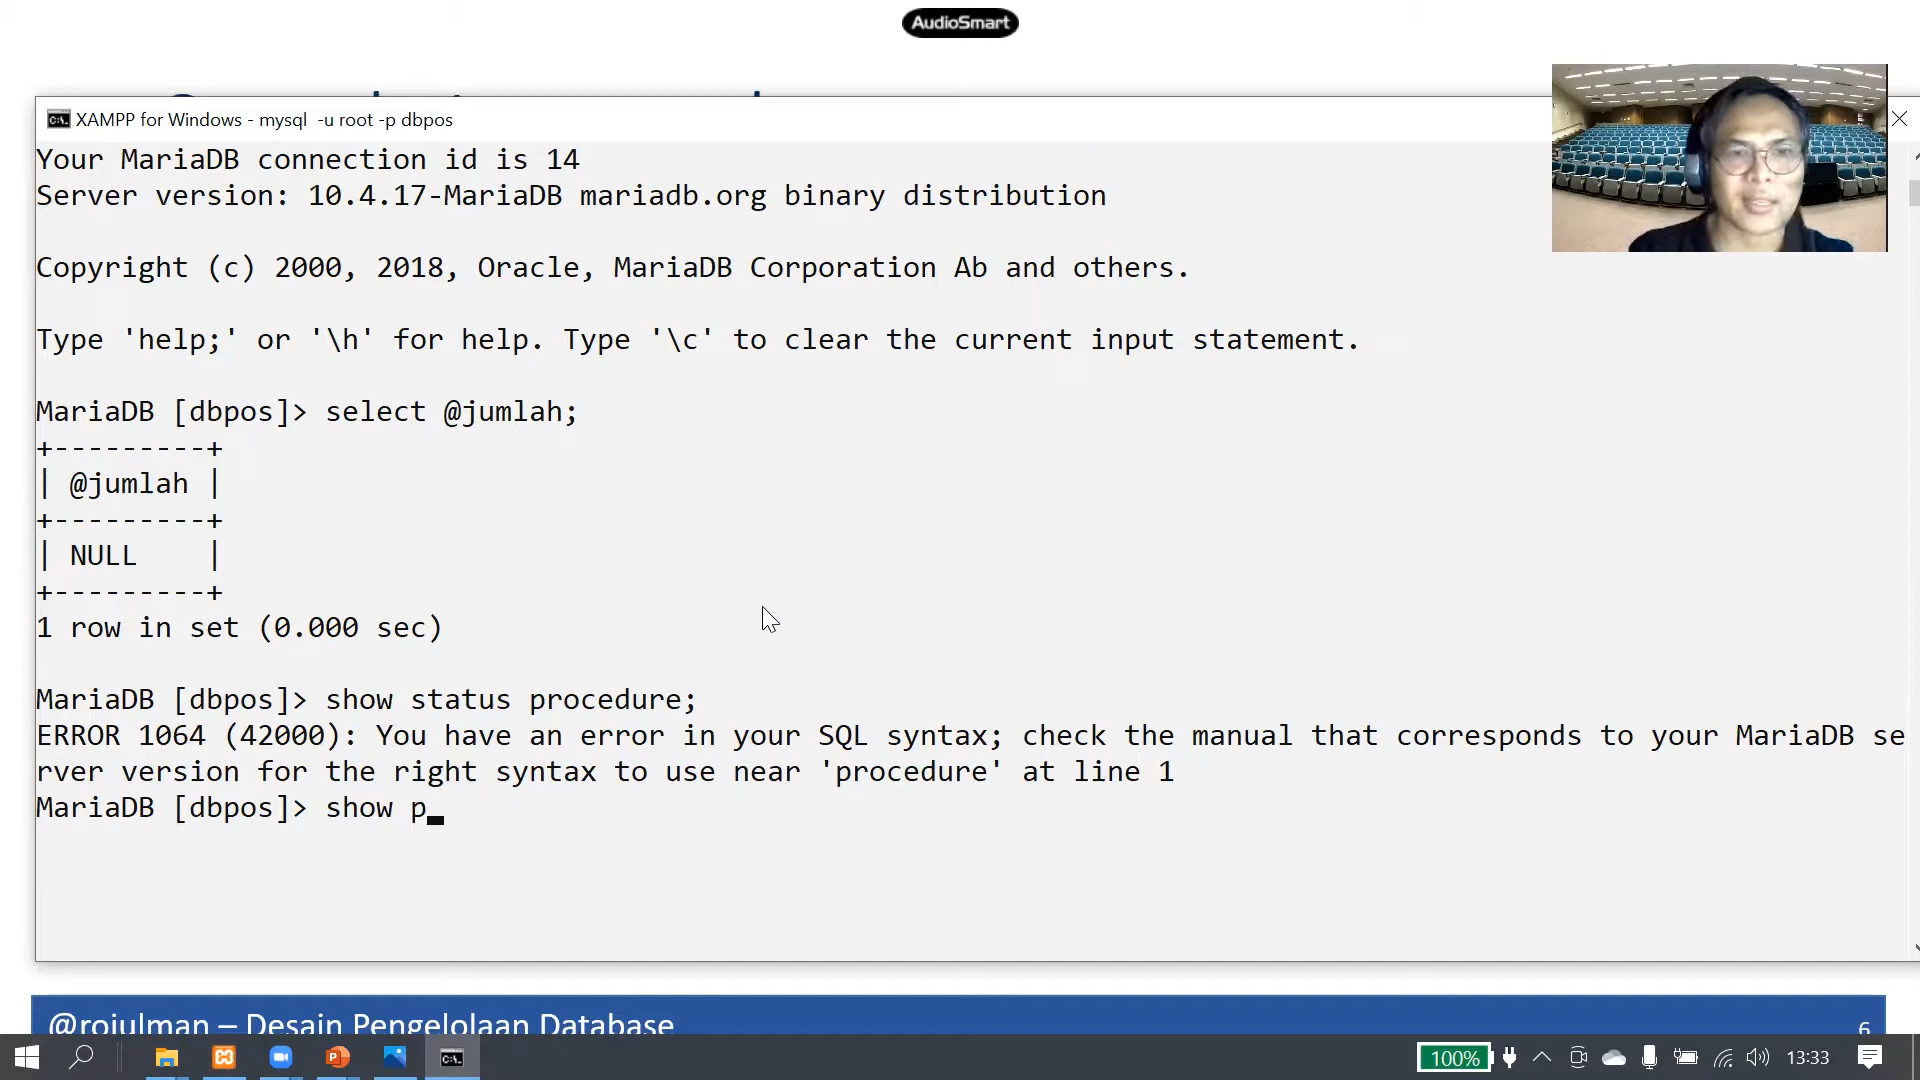 AudioSmart
XAMPP for Windows - mysql  -u root -p dbpos
Your MariaDB connection id is 14
Server version: 10.4.17-MariaDB mariadb.org binary distribution
Copyright (c) 2000, 2018, Oracle, MariaDB Corporation Ab and others.
Type 'help;' or '\h' for help. Type '\c' to clear the current input statement.
MariaDB [dbpos]> select @jumlah;
+---------+
| @jumlah |
+---------+
| NULL    |
+---------+
1 row in set (0.000 sec)
MariaDB [dbpos]> show status procedure;
ERROR 1064 (42000): You have an error in your SQL syntax; check the manual that corresponds to your MariaDB se
rver version for the right syntax to use near 'procedure' at line 1
MariaDB [dbpos]> show p_
@rojulman – Desain Pengelolaan Database
6
100%
13:33